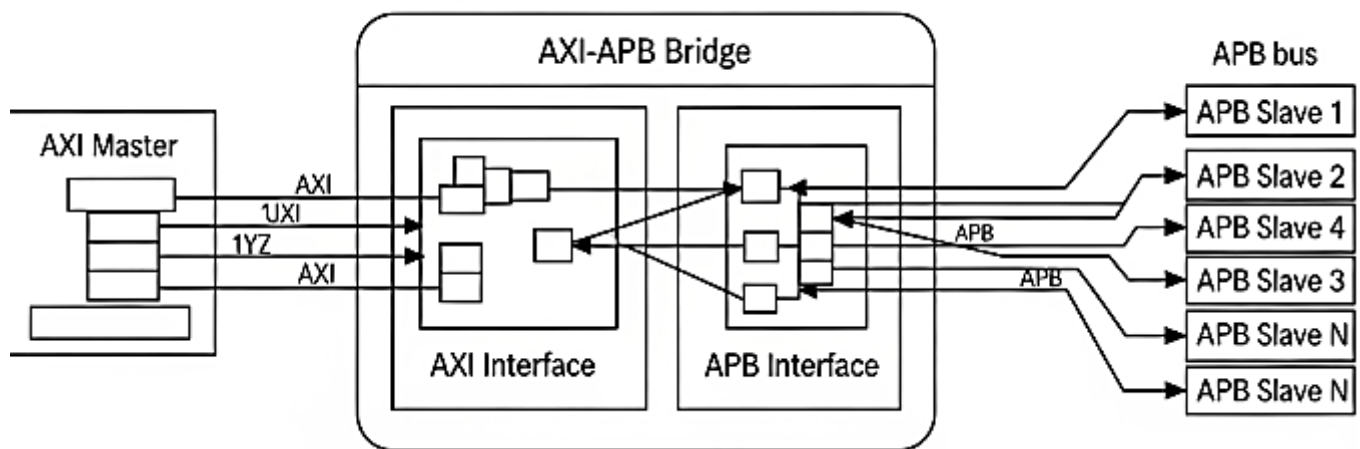 AXI-APB Bridge
APB bus
AXI Master
AXI
'UXI
1YZ
AXI
AXI Interface
APB Interface
APB
APB
APB Slave 1
APB Slave 2
APB Slave 4
APB Slave 3
APB Slave N
APB Slave N